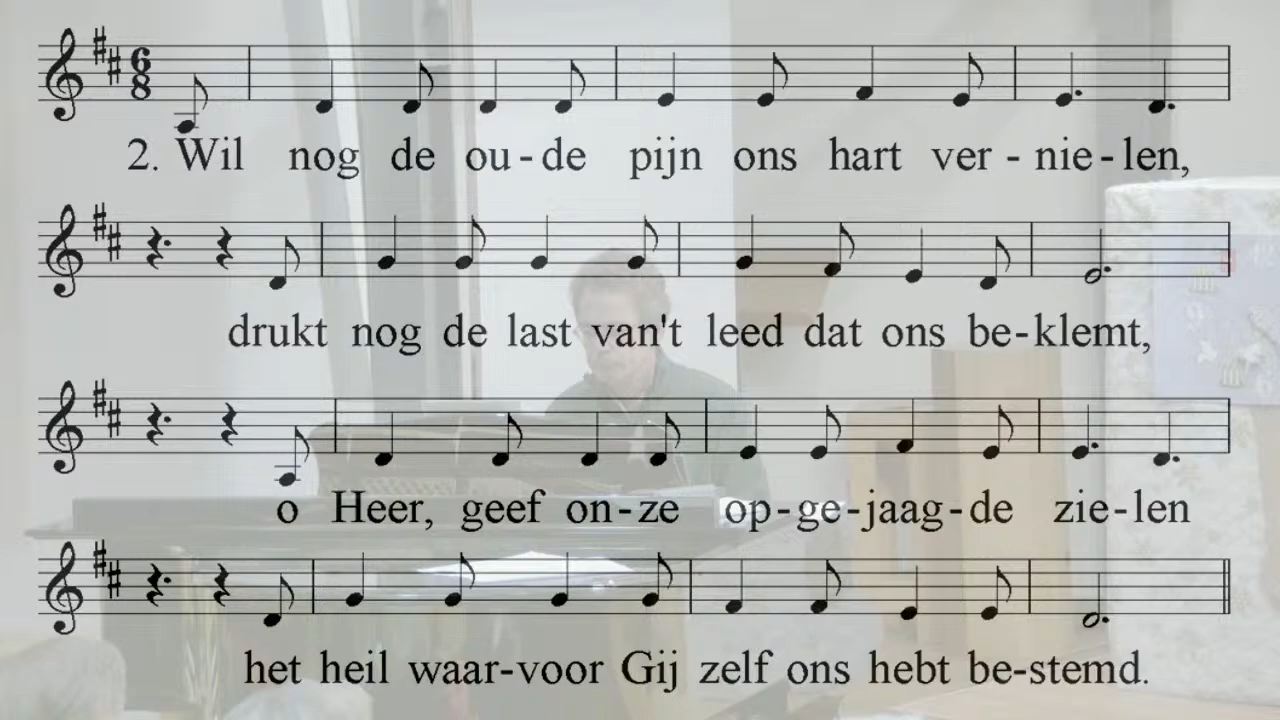 6
8
2. Wil nog de ou-de pijn ons hart ver-nie-len,
drukt nog de last van't leed dat ons be-klemt,
o Heer, geef on-ze op-ge-jaag-de zie-len
het heil waar-voor Gij zelf ons hebt be-stemd.